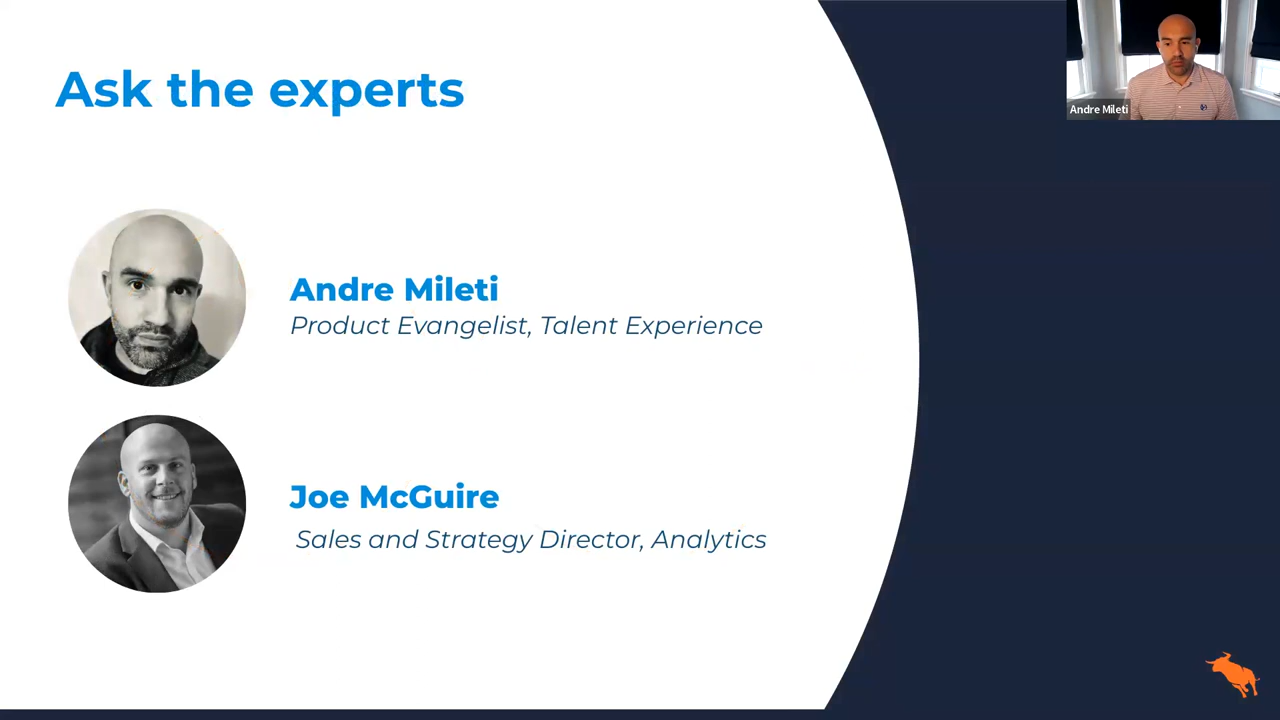 Ask the experts
Andre Mileti
Andre Mileti
Product Evangelist, Talent Experience
Joe McGuire
Sales and Strategy Director, Analytics